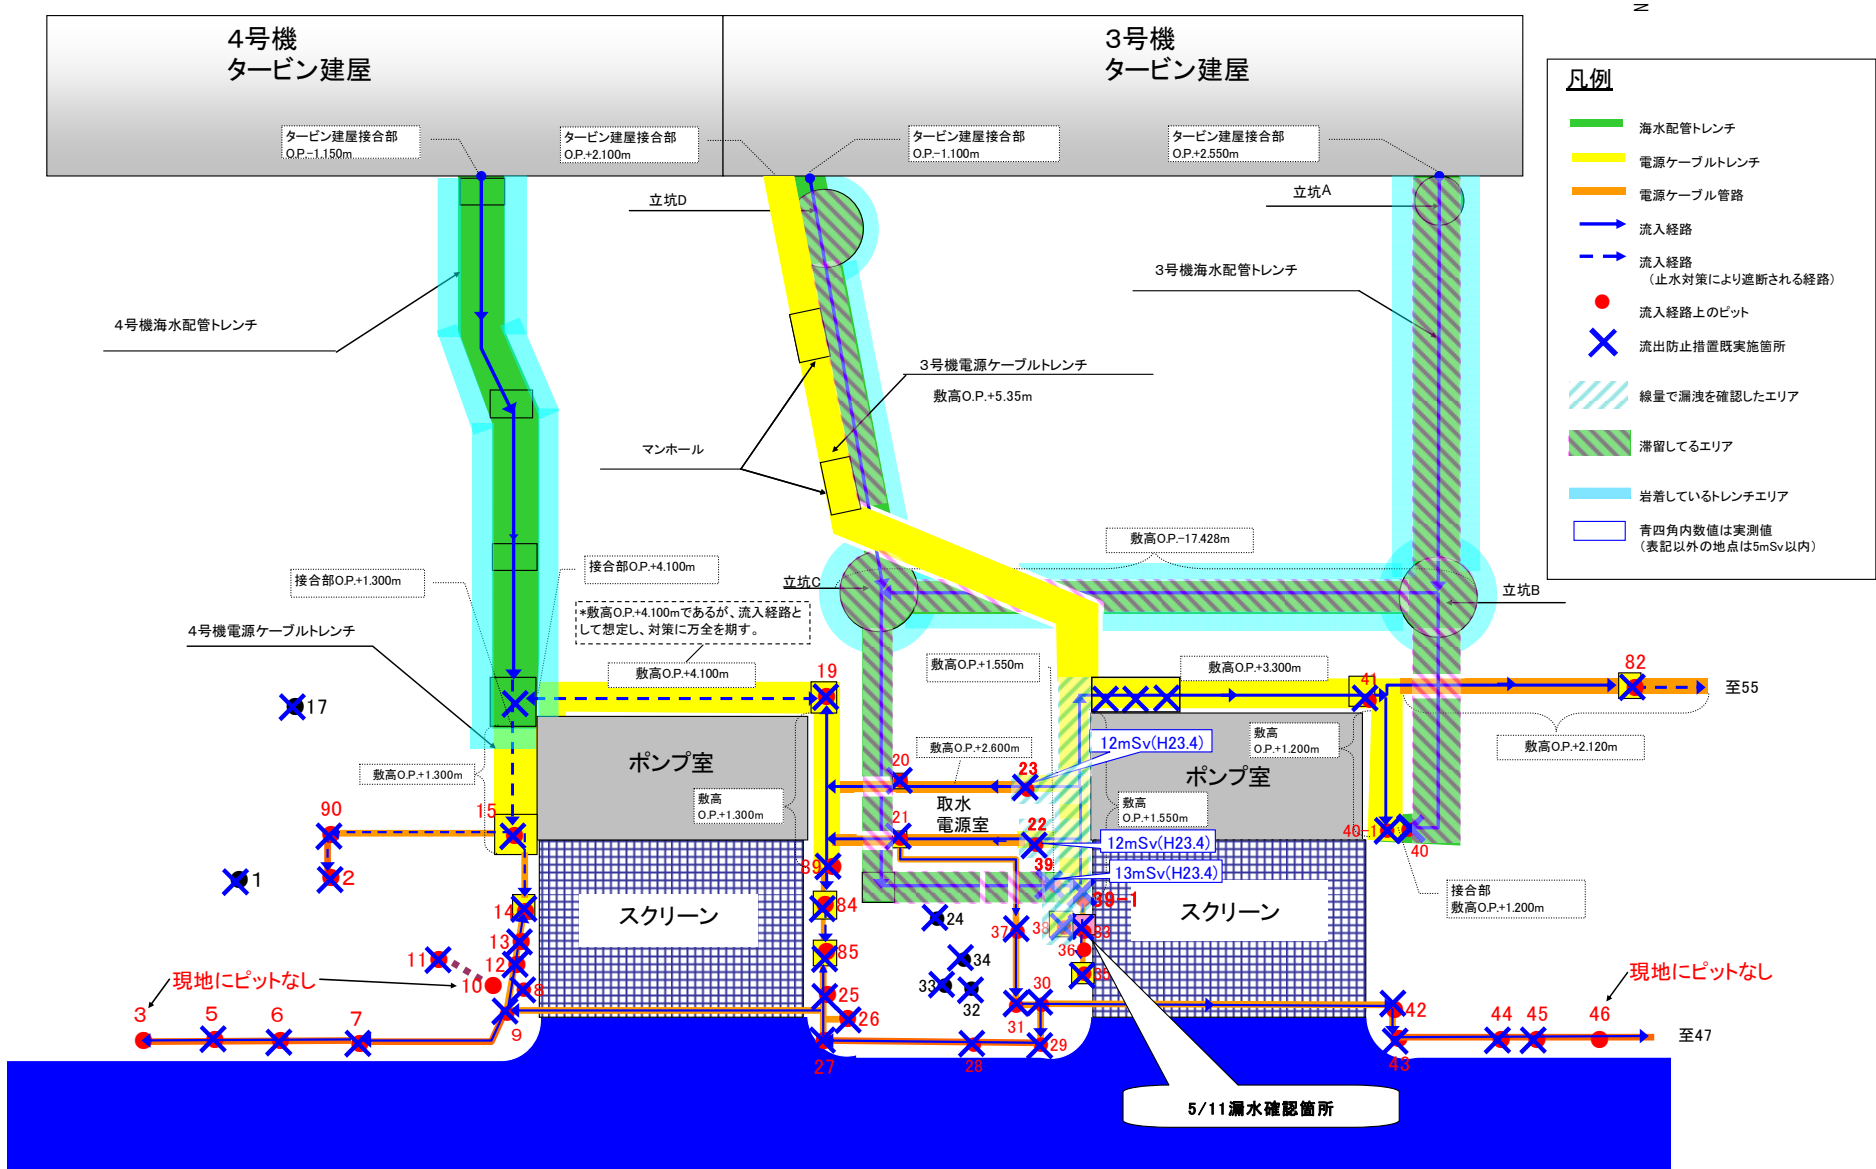 Z
4号機
タービン建屋
3号機
タービン建屋
タービン建屋接合部
O.P.-1.150m
タービン建屋接合部
O.P.+2.100m
タービン建屋接合部
O.P.-1.100m
タービン建屋接合部
O.P.+2.550m
凡例
海水配管トレンチ
電源ケーブルトレンチ
電源ケーブル管路
流入経路
流入経路
（止水対策により遮断される経路）
流入経路上のピット
流出防止措置既実施箇所
線量で漏洩を確認したエリア
滞留してるエリア
岩着しているトレンチエリア
青四角内数値は実測値
（表記以外の地点は5mSv以内）
立坑D
立坑A
3号機海水配管トレンチ
4号機海水配管トレンチ
3号機電源ケーブルトレンチ
敷高O.P.+5.35m
マンホール
敷高O.P.-17.428m
接合部O.P.+1.300m
接合部O.P.+4.100m
立坑C
立坑B
*敷高O.P.+4.100mであるが、流入経路と
して想定し、対策に万全を期す。
4号機電源ケーブルトレンチ
敷高O.P.+4.100m
19
敷高O.P.+1.550m
敷高O.P.+3.300m
41
82
至55
17
敷高O.P.+1.300m
ポンプ室
敷高
O.P.+1.300m
敷高O.P.+2.600m
20
23
12mSv(H23.4)
敷高
O.P.+1.200m
ポンプ室
敷高O.P.+2.120m
取水
電源室
敷高
O.P.+1.550m
90
15
21
22
12mSv(H23.4)
40-1
40
39
13mSv(H23.4)
1
2
89
39-1
接合部
敷高O.P.+1.200m
14
スクリーン
84
24
37
38
83
スクリーン
13
11
12
85
34
36
現地にピットなし
10
8
25
33
32
30
35
現地にピットなし
3
5
6
7
9
26
31
42
44
45
46
至47
27
28
29
43
5/11漏水確認箇所